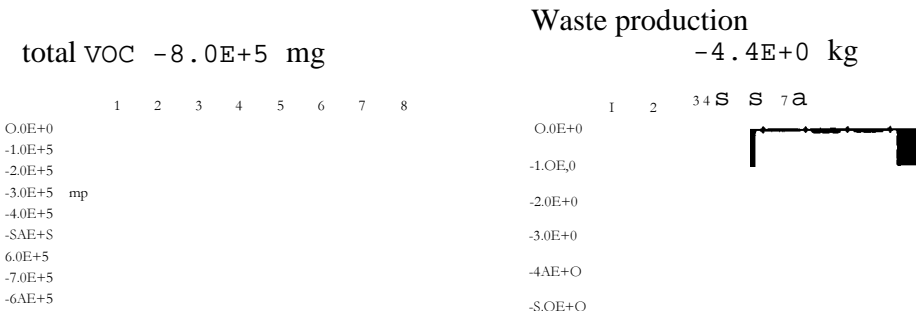 total VOC -8.0E+5 mg
1 2 3 4 5 6 7 8
O.0E+0
-1.0E+5
-2.0E+5
-3.0E+5 mp
-4.0E+5
-SAE+S
6.0E+5
-7.0E+5
-6AE+5
Waste production
-4.4E+0 kg
I 2 3 4 s s 7 a
O.0E+0
-1.OE,0
-2.0E+0
-3.0E+0
-4AE+O
-S.OE+O